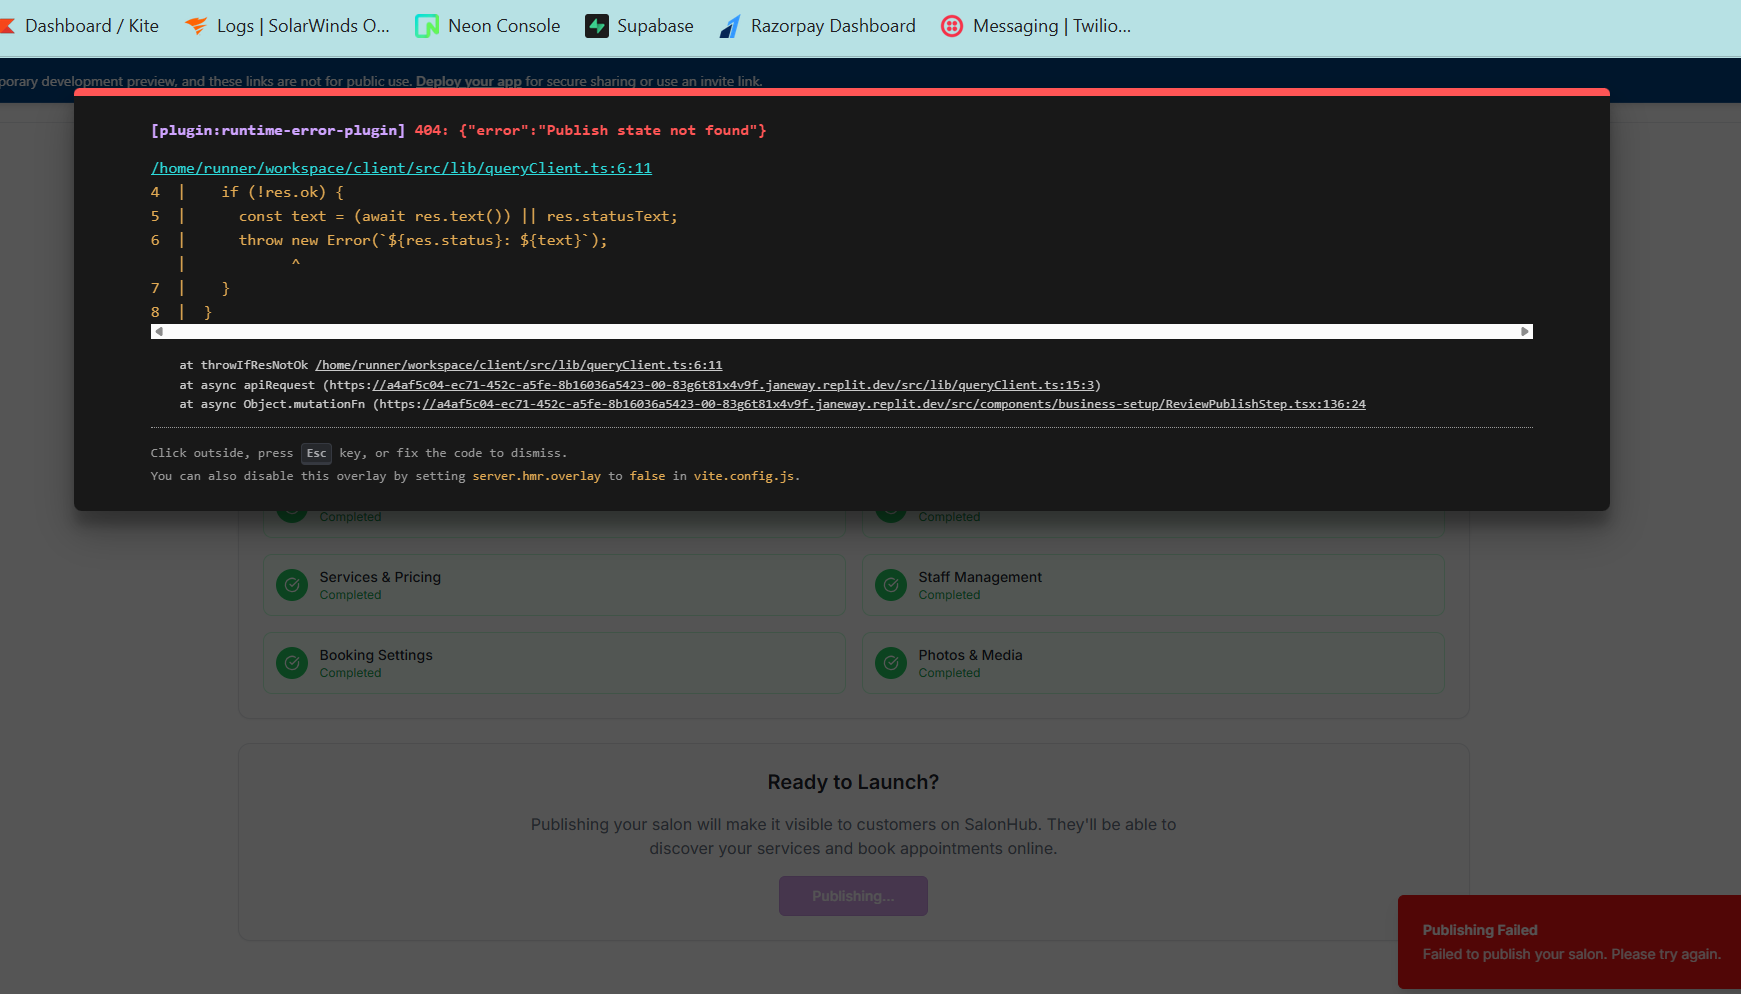 Dashboard / Kite
Logs | SolarWinds O...
Neon Console
Supabase
Razorpay Dashboard
Messaging | Twilio...
porary development preview, and these links are not for public use. Deploy your app for secure sharing or use an invite link.
[plugin:runtime-error-plugin] 404: {"error":"Publish state not found"}
/home/runner/workspace/client/src/lib/queryClient.ts:6:11
4 | if (!res.ok) {
5 | const text = (await res.text()) || res.statusText;
6 | throw new Error(`${res.status}: ${text}`);
| ^
7 | }
8 | }
at throwIfResNotOk /home/runner/workspace/client/src/lib/queryClient.ts:6:11
at async apiRequest (https://a4af5c04-ec71-452c-a5fe-8b16036a5423-00-83g6t81x4v9f.janeway.replit.dev/src/lib/queryClient.ts:15:3)
at async Object.mutationFn (https://a4af5c04-ec71-452c-a5fe-8b16036a5423-00-83g6t81x4v9f.janeway.replit.dev/src/components/business-setup/ReviewPublishStep.tsx:136:24
Click outside, press Esc key, or fix the code to dismiss.
You can also disable this overlay by setting server.hmr.overlay to false in vite.config.js.
Completed
Completed
Services & Pricing
Completed
Staff Management
Completed
Booking Settings
Completed
Photos & Media
Completed
Ready to Launch?
Publishing your salon will make it visible to customers on SalonHub. They'll be able to
discover your services and book appointments online.
Publishing...
Publishing Failed
Failed to publish your salon. Please try again.